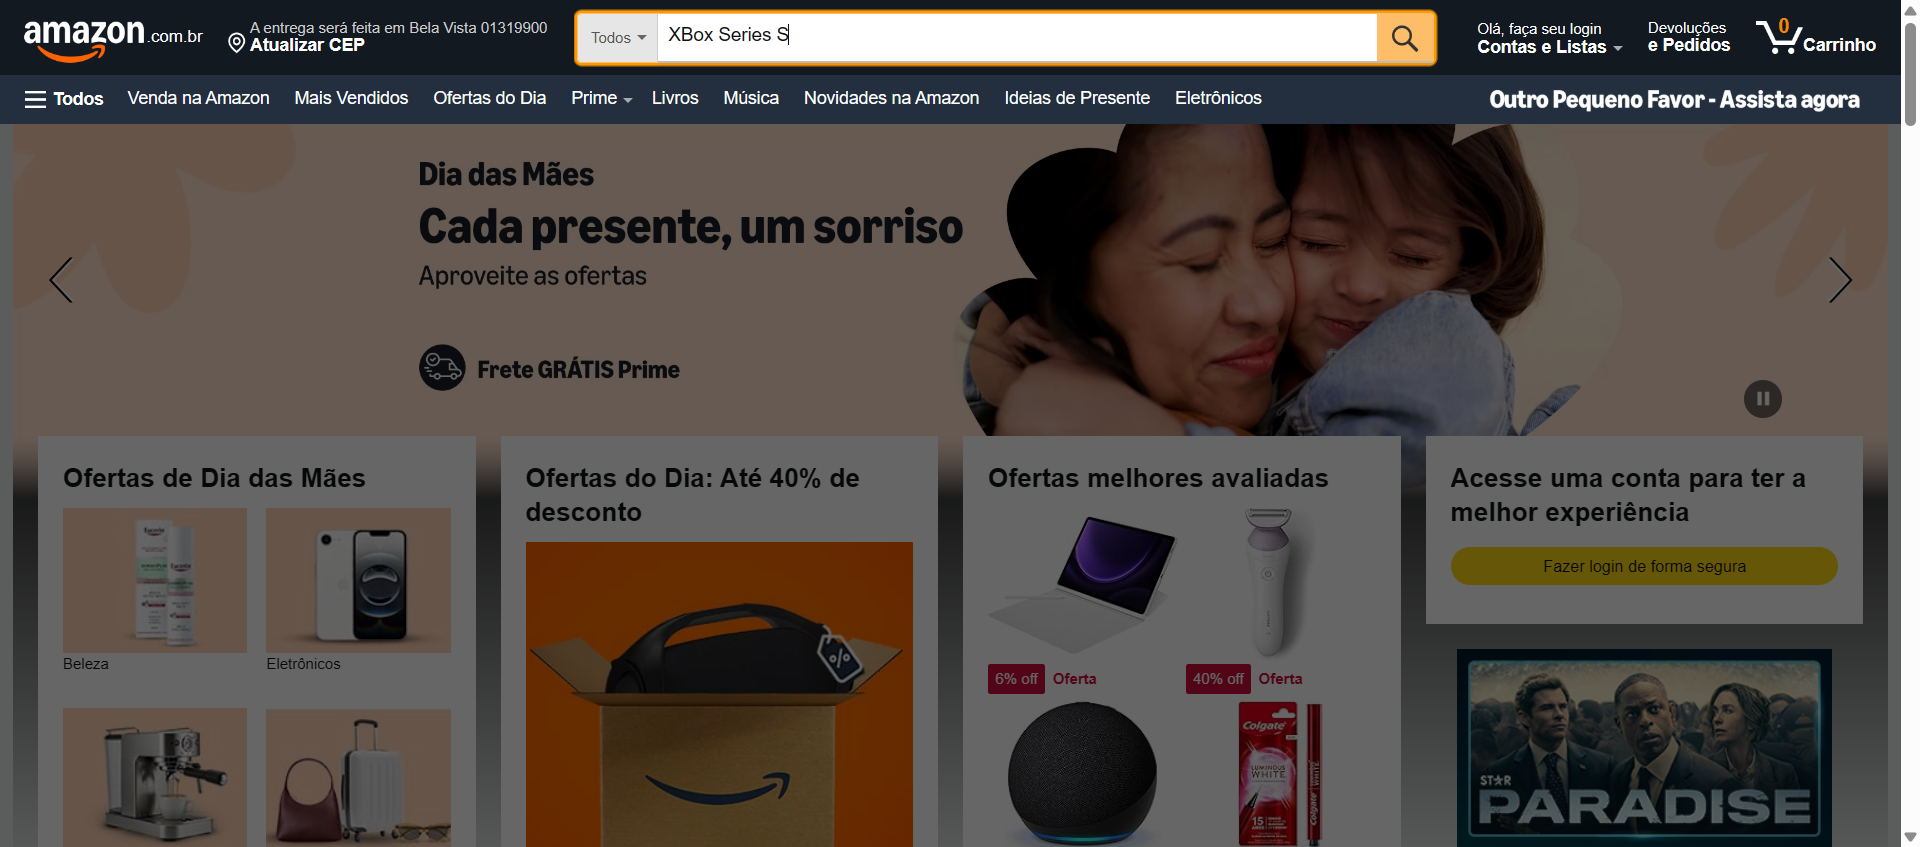 amazon.com.br
A entrega será feita em Bela Vista 01319900
Atualizar CEP
Todos
XBox Series S
Olá, faça seu login
Contas e Listas
Devoluções
e Pedidos
0
Carrinho
Todos
Venda na Amazon
Mais Vendidos
Ofertas do Dia
Prime
Livros
Música
Novidades na Amazon
Ideias de Presente
Eletrônicos
Outro Pequeno Favor - Assista agora
Dia das Mães
Cada presente, um sorriso
Aproveite as ofertas
Frete GRÁTIS Prime
Ofertas de Dia das Mães
Beleza
Eletrônicos
Ofertas do Dia: Até 40% de
desconto
%
Ofertas melhores avaliadas
6% off
Oferta
40% off
Oferta
Colgate
LUMINOUS
WHITE
15
Colgate
Acesse uma conta para ter a
melhor experiência
Fazer login de forma segura
STAR
PARADISE